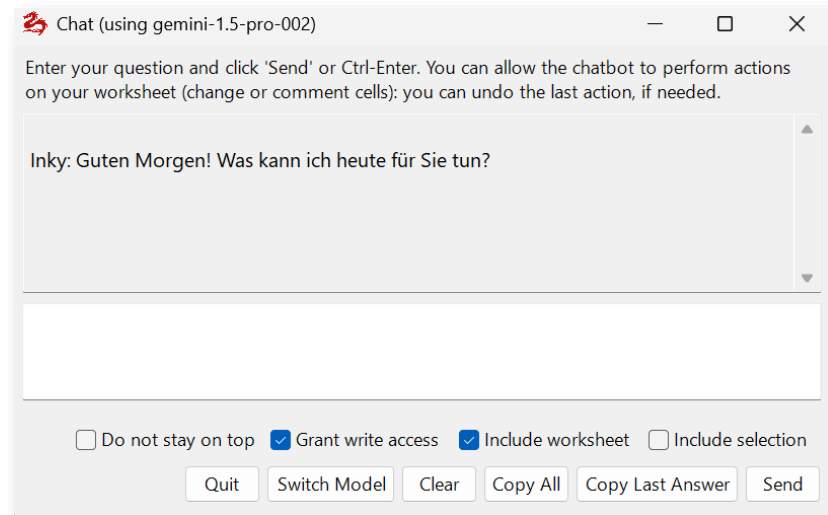 Chat (using gemini-1.5-pro-002)
Enter your question and click 'Send' or Ctrl-Enter. You can allow the chatbot to perform actions
on your worksheet (change or comment cells): you can undo the last action, if needed.
Inky: Guten Morgen! Was kann ich heute für Sie tun?
Do not stay on top Grant write access Include worksheet Include selection
Quit Switch Model Clear Copy All Copy Last Answer Send